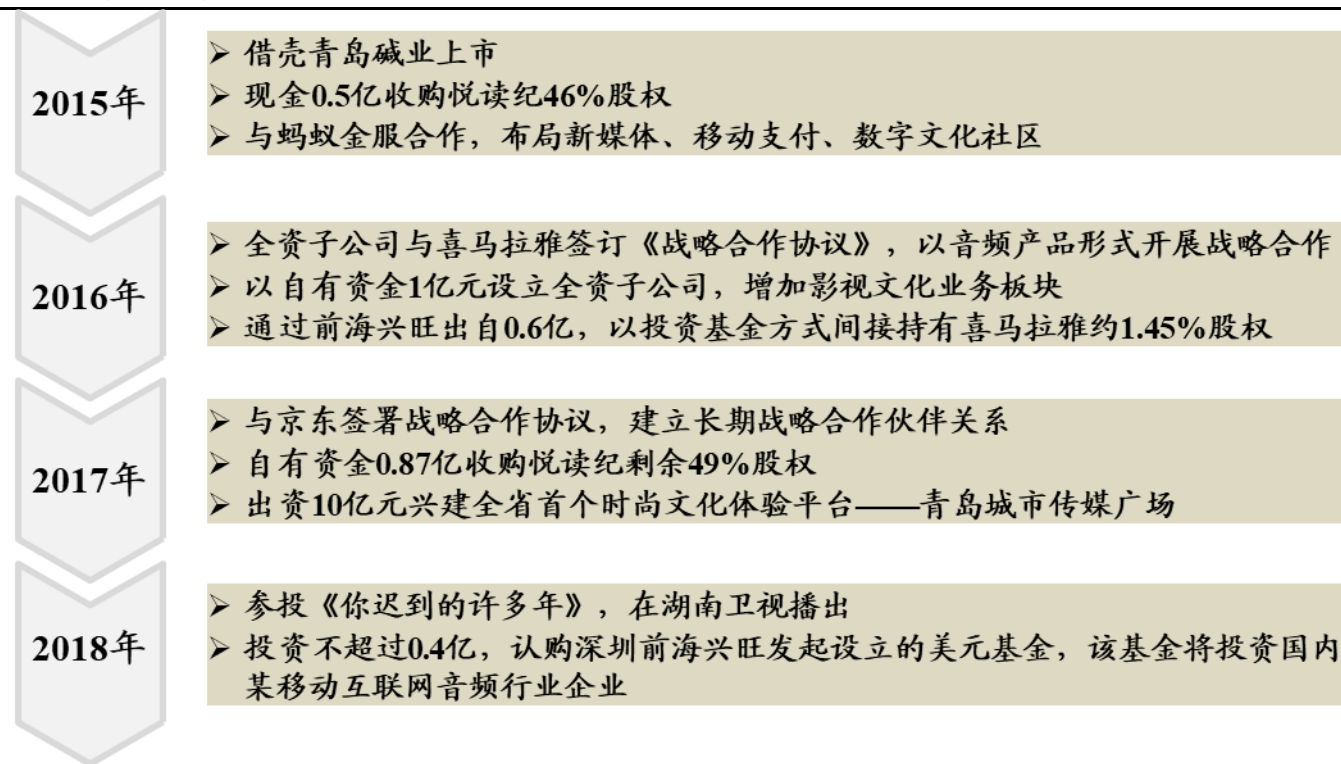 2015年
➢ 借壳青岛碱业上市
➢ 现金0.5亿收购悦读纪46%股权
➢ 与蚂蚁金服合作，布局新媒体、移动支付、数字文化社区
2016年
➢ 全资子公司与喜马拉雅签订《战略合作协议》，以音频产品形式开展战略合作
➢ 以自有资金1亿元设立全资子公司，增加影视文化业务板块
➢ 通过前海兴旺出自0.6亿，以投资基金方式间接持有喜马拉雅约1.45%股权
2017年
➢ 与京东签署战略合作协议，建立长期战略合作伙伴关系
➢ 自有资金0.87亿收购悦读纪剩余49%股权
➢ 出资10亿元兴建全省首个时尚文化体验平台——青岛城市传媒广场
2018年
➢ 参投《你迟到的许多年》，在湖南卫视播出
➢ 投资不超过0.4亿，认购深圳前海兴旺发起设立的美元基金，该基金将投资国内
某移动互联网音频行业企业